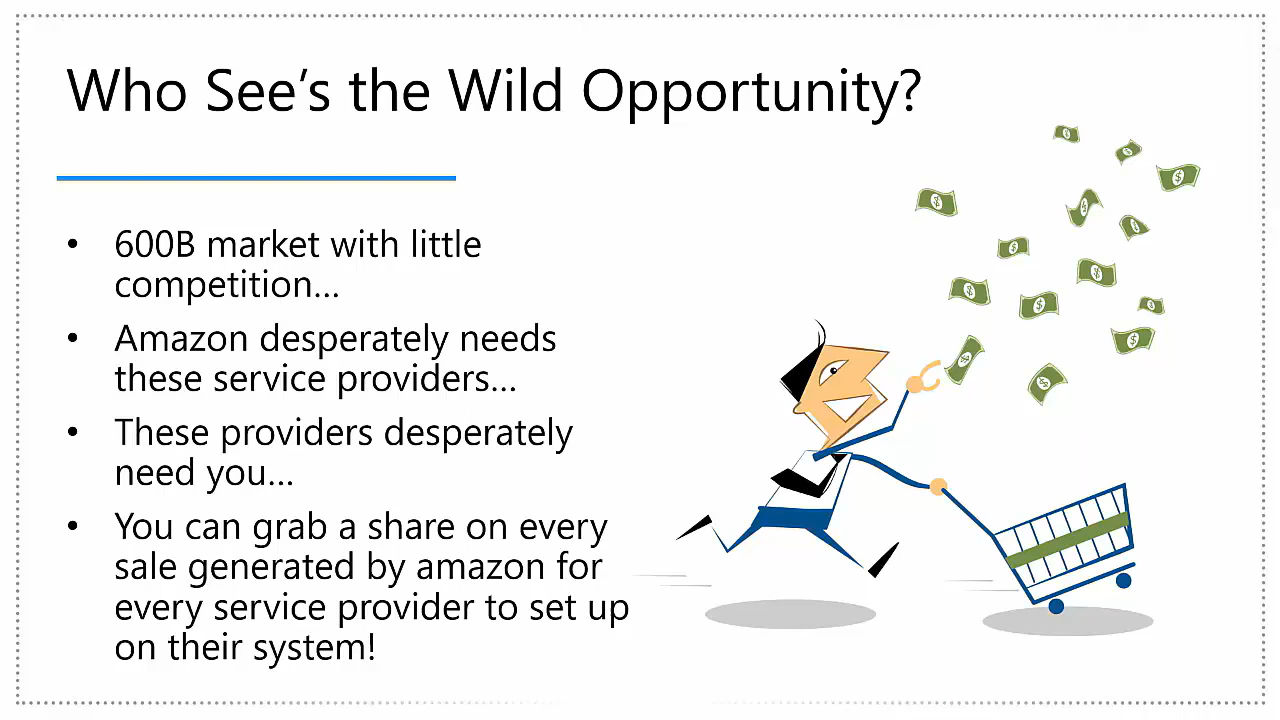 Who See’s the Wild Opportunity?
• 600B market with little
competition...
• Amazon desperately needs
these service providers...
• These providers desperately
need you...
• You can grab a share on every
sale generated by amazon for
every service provider to set up
on their system!